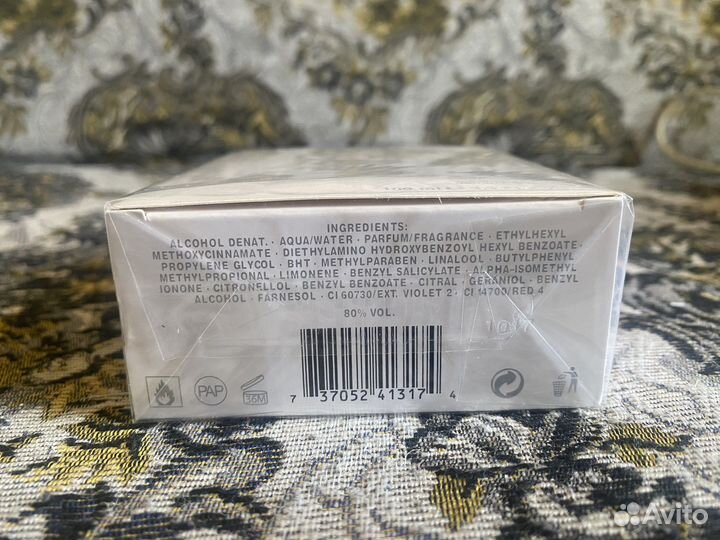 100 ml
INGREDIENTS:
ALCOHOL DENAT. · AQUA/WATER · PARFUM/FRAGRANCE · ETHYLHEXYL
METHOXYCINNAMATE · DIETHYLAMINO HYDROXYBENZOYL HEXYL BENZOATE ·
PROPYLENE GLYCOL · BHT · METHYLPARABEN · LINALOOL · BUTYLPHENYL
METHYLPROPIONAL · LIMONENE · BENZYL SALICYLATE · ALPHA-ISOMETHYL
IONONE · CITRONELLOL · BENZYL BENZOATE · CITRAL · GERANIOL · BENZYL
ALCOHOL · FARNESOL · CI 60730/EXT. VIOLET 2 · CI 14700/RED 4
80% VOL.
PAP
36M
7 37052 41317 4
Avito